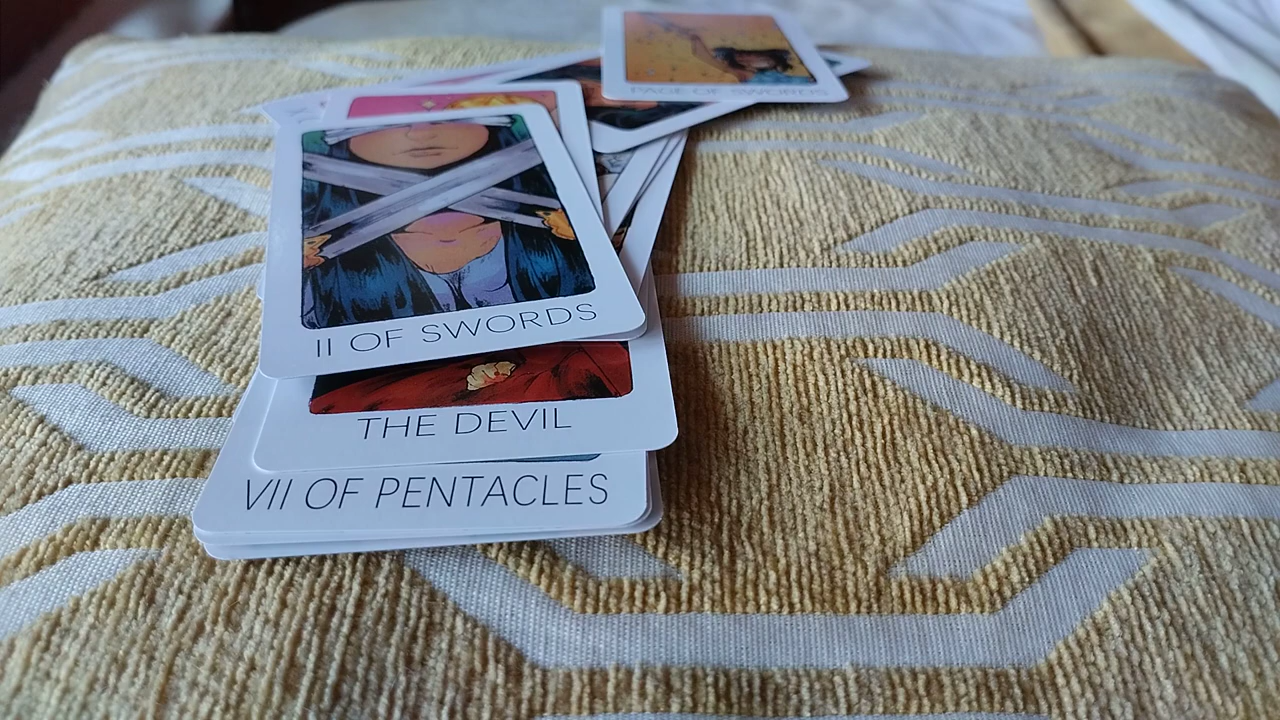 PAGE OF SWORDS
II OF SWORDS
THE DEVIL
VII OF PENTACLES